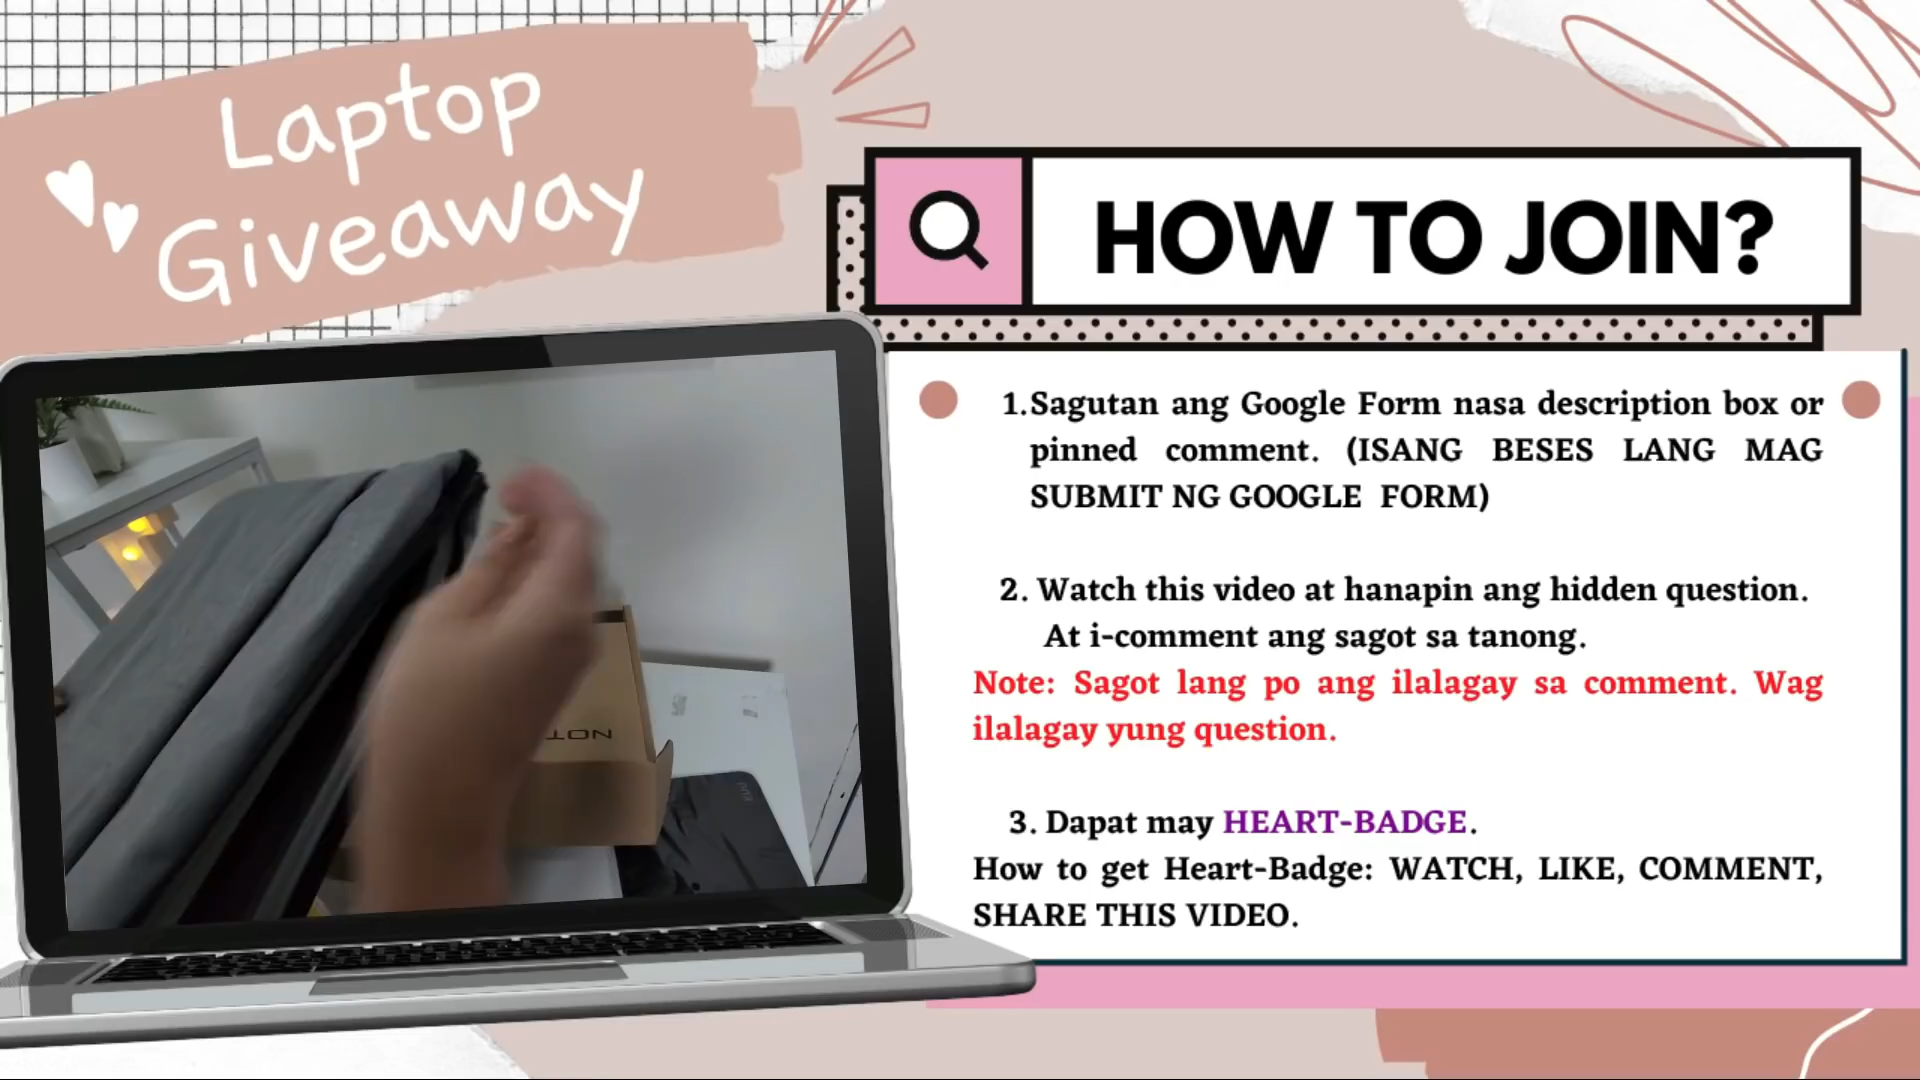 Laptop
Giveaway
HOW TO JOIN?
1.Sagutan ang Google Form nasa description box or
pinned comment. (ISANG BESES LANG MAG
SUBMIT NG GOOGLE FORM)
2. Watch this video at hanapin ang hidden question.
At i-comment ang sagot sa tanong.
Note: Sagot lang po ang ilalagay sa comment. Wag
ilalagay yung question.
3. Dapat may HEART-BADGE.
How to get Heart-Badge: WATCH, LIKE, COMMENT,
SHARE THIS VIDEO.